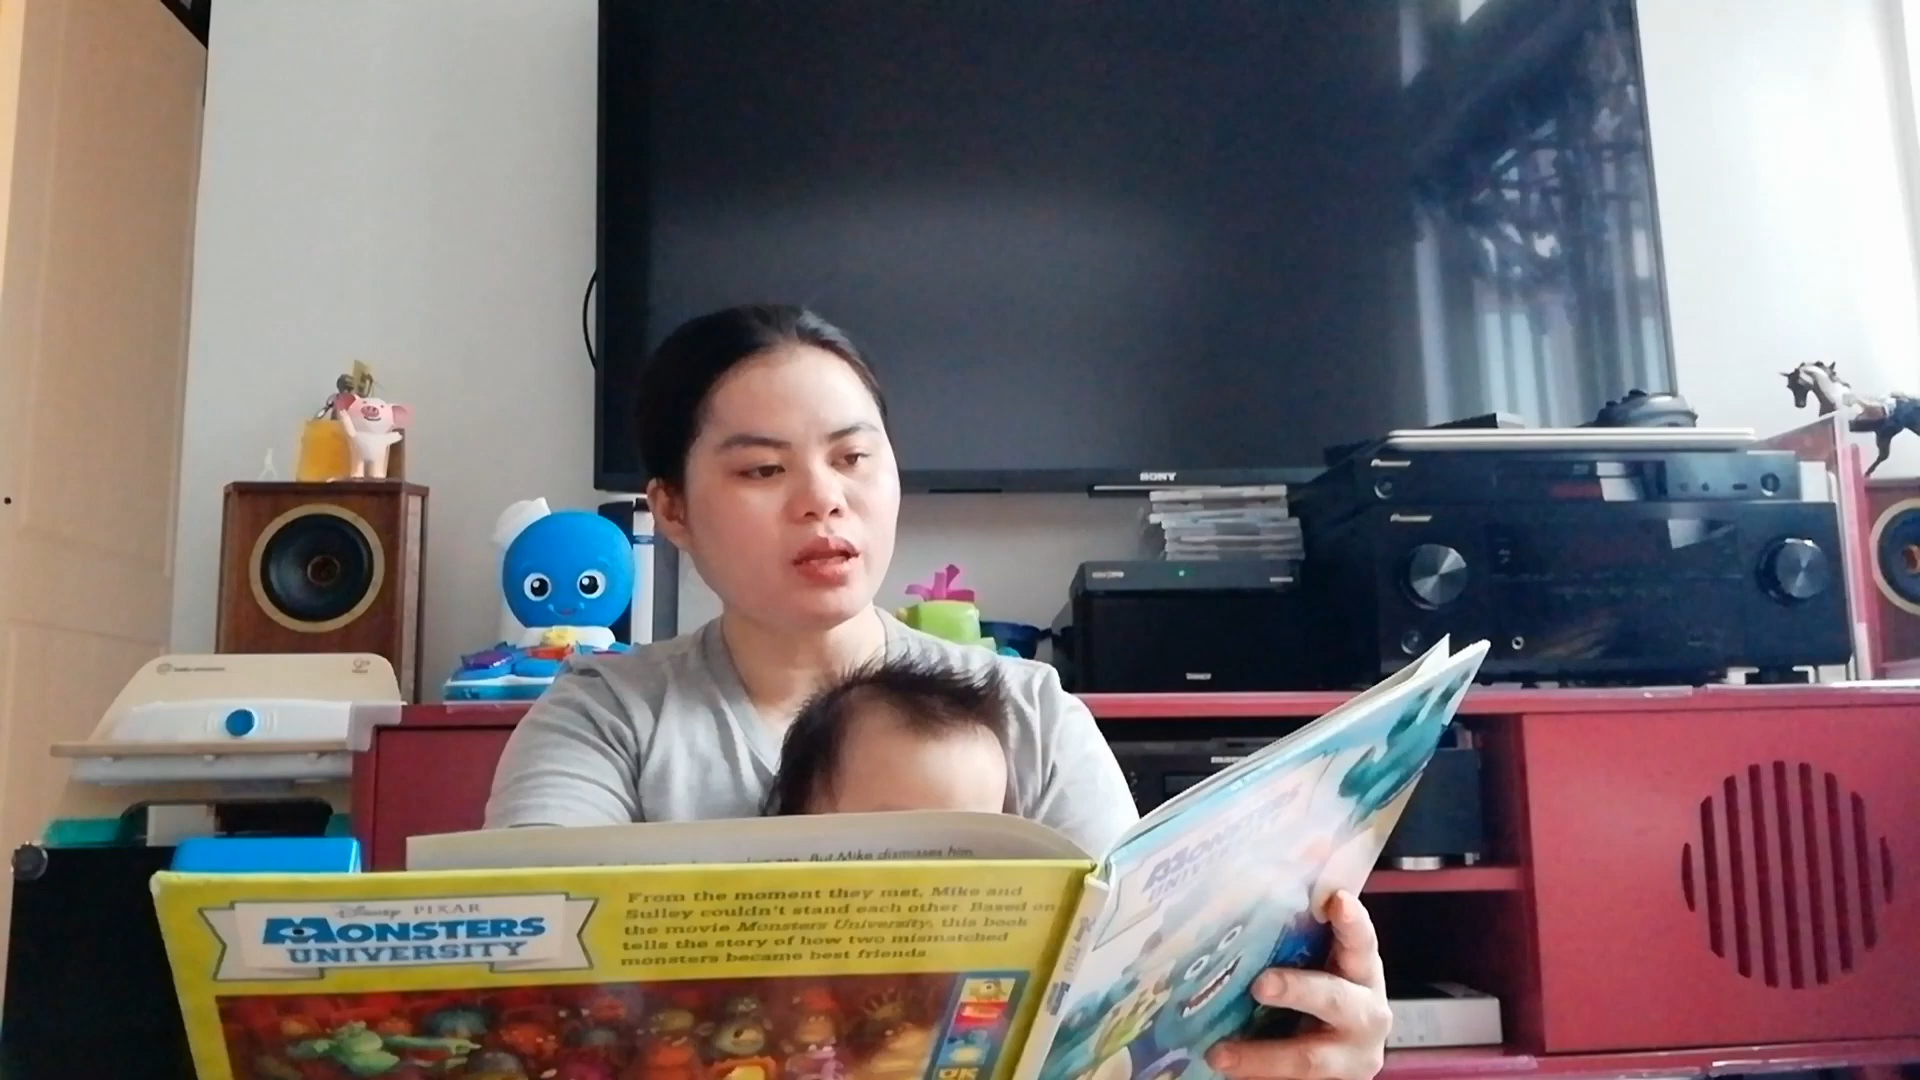 SONY
Pioneer
Pioneer
But Mike dismisses him.
Disney PIXAR
MONSTERS
UNIVERSITY
From the moment they met, Mike and
Sulley couldn't stand each other. Based on
the movie Monsters University, this book
tells the story of how two mismatched
monsters became best friends.
MONSTERS
UNIVERSITY